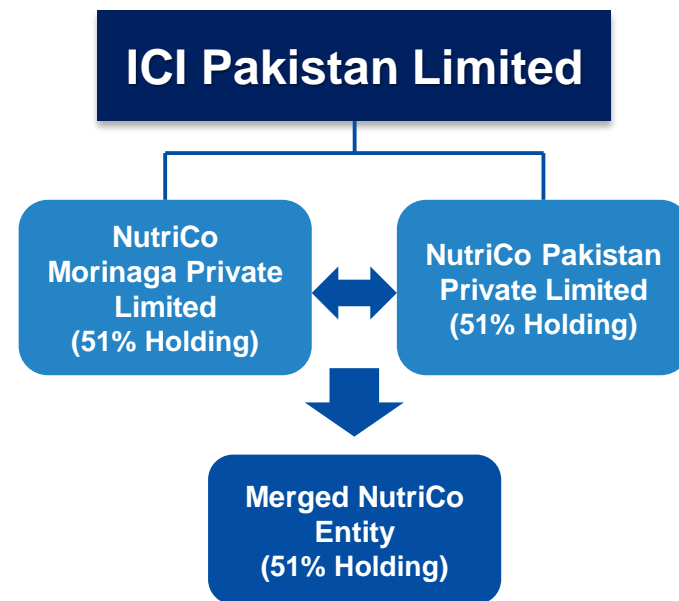 ICI Pakistan Limited
NutriCo
Morinaga Private
Limited
(51% Holding)
NutriCo Pakistan
Private Limited
(51% Holding)
Merged NutriCo
Entity
(51% Holding)